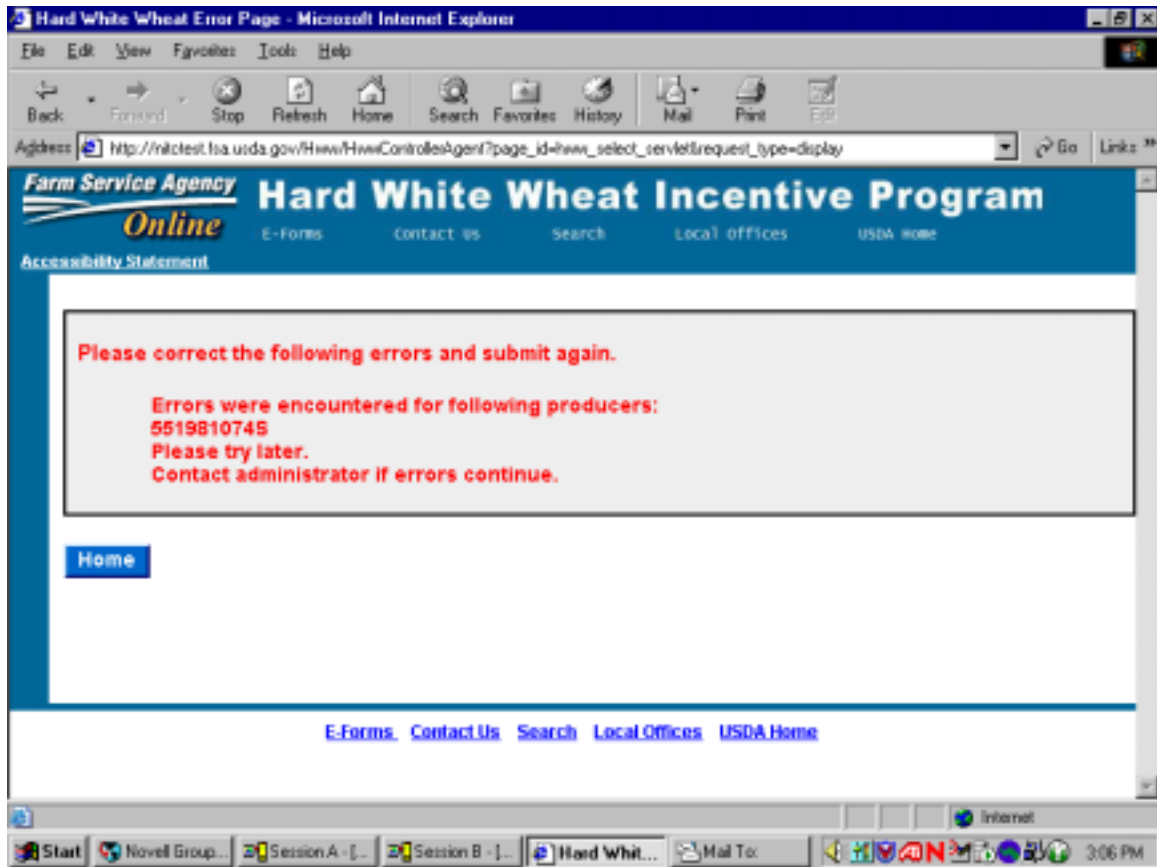 Hard White Wheat Error Page - Microsoft Internet Explorer
File Edit View Favorites Tools Help
Back Forward Stop Refresh Home Search Favorites History Mail Print Edit
Address http://nitctest.fsa.usda.gov/Hww/HwwControllerAgent?page_id=hww_select_servlet&request_type=display Go Links »
Farm Service Agency
Online
Hard White Wheat Incentive Program
E-Forms Contact Us Search Local Offices USDA Home
Accessibility Statement
Please correct the following errors and submit again.
Errors were encountered for following producers:
551981074S
Please try later.
Contact administrator if errors continue.
Home
E-Forms Contact Us Search Local Offices USDA Home
Internet
Start Novell Group... Session A - [... Session B - [... Hard Whit... Mail To: 3:06 PM